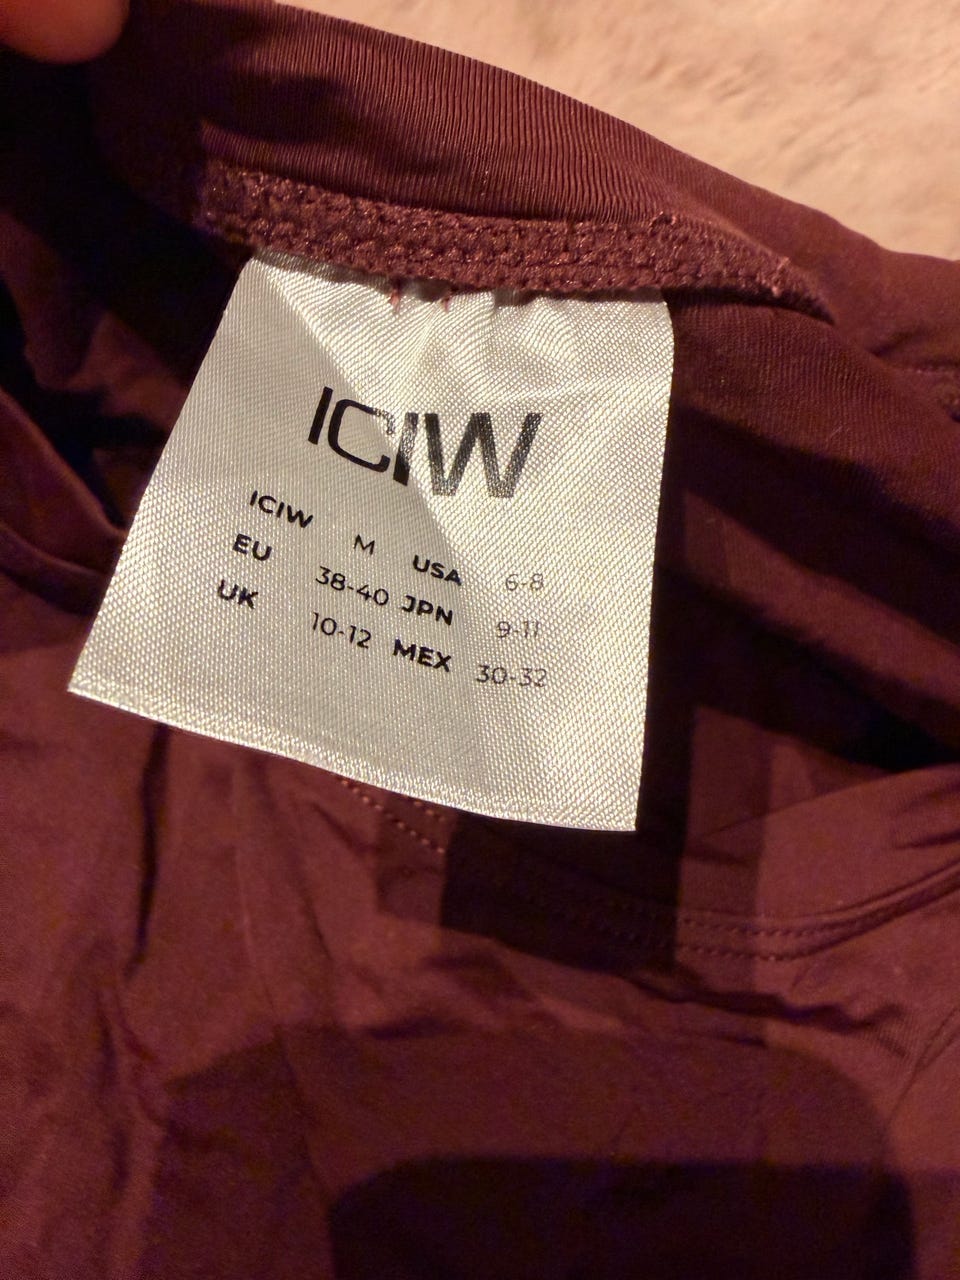 ICIW
ICIW M USA 6-8
EU 38-40 JPN 9-11
UK 10-12 MEX 30-32